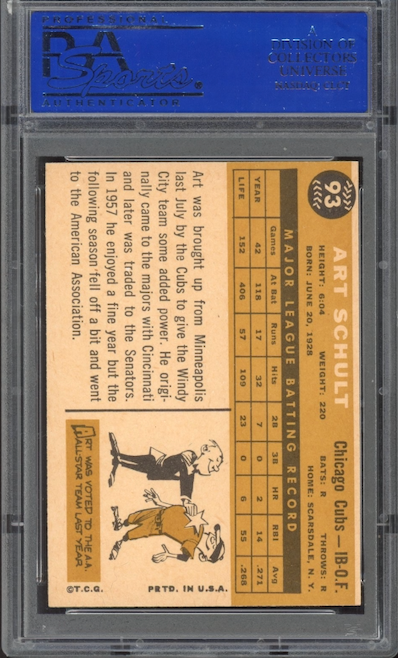 PROFESSIONAL
PSA
Sports
AUTHENTICATOR
A
DIVISION OF
COLLECTORS
UNIVERSE
NASDAQ: CLCT
93
ART SCHULT
Chicago Cubs — 1B-O.F.
HEIGHT: 6:04 WEIGHT: 220 BATS: R THROWS: R
BORN: JUNE 20, 1928 HOME: SCARSDALE, N. Y.
MAJOR LEAGUE BATTING RECORD
Games At Bat Runs Hits 2B 3B HR RBI Avg
YEAR 42 118 17 32 7 0 2 14 .271
LIFE 152 406 57 109 23 0 6 55 .268
Art was brought up from Minneapolis
last July by the Cubs to give the Windy
City team some added power. He origi-
nally came to the majors with Cincinnati
and later was traded to the Senators.
In 1957 he enjoyed a fine year but the
following season fell off a bit and went
to the American Association.
ART WAS VOTED TO THE A.A.
ALL-STAR TEAM LAST YEAR
©T.C.G. PRTD. IN U.S.A.